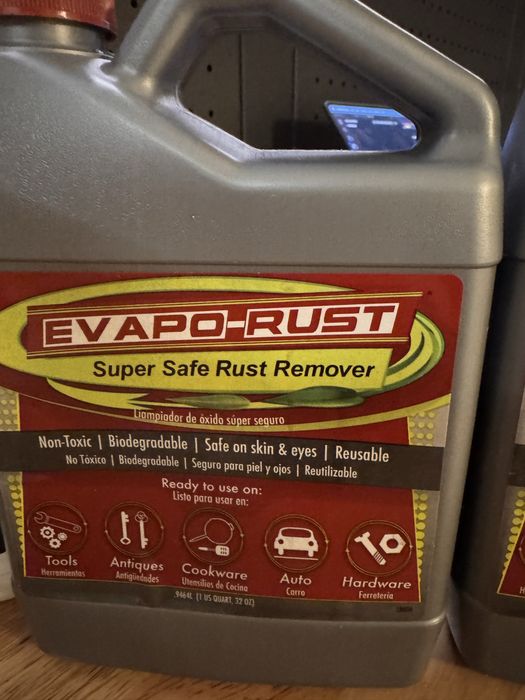 EVAPO-RUST
Super Safe Rust Remover
Liampiador de óxido súper seguro
Non-Toxic | Biodegradable | Safe on skin & eyes | Reusable
No Tóxico | Biodegradable | Seguro para piel y ojos | Reutilizable
Ready to use on:
Listo para usar en:
Tools
Herramientas
Antiques
Antigüedades
Cookware
Utensilios de Cocina
Auto
Carro
Hardware
Ferretería
.9464L (1 US QUART, 32 OZ)